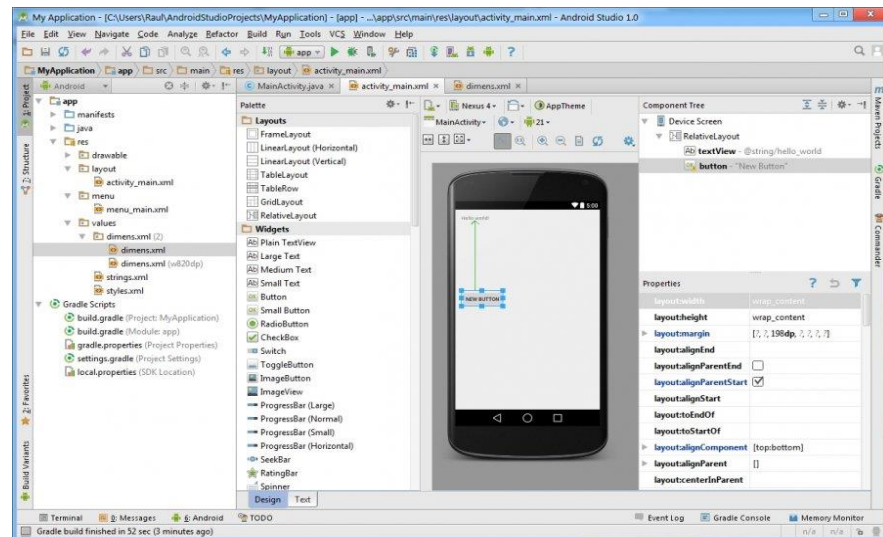 My Application - [C:\Users\Raul\AndroidStudioProjects\MyApplication] - [app] - ...\app\src\main\res\layout\activity_main.xml - Android Studio 1.0
File Edit View Navigate Code Analyze Refactor Build Run Tools VCS Window Help
app
MyApplication app src main res layout activity_main.xml
1: Project
2: Structure
2: Favorites
Build Variants
Android
app
manifests
java
res
drawable
layout
activity_main.xml
menu
menu_main.xml
values
dimens.xml (2)
dimens.xml
dimens.xml (w820dp)
strings.xml
styles.xml
Gradle Scripts
build.gradle (Project: MyApplication)
build.gradle (Module: app)
gradle.properties (Project Properties)
settings.gradle (Project Settings)
local.properties (SDK Location)
MainActivity.java activity_main.xml dimens.xml
Palette
Layouts
FrameLayout
LinearLayout (Horizontal)
LinearLayout (Vertical)
TableLayout
TableRow
GridLayout
RelativeLayout
Widgets
Plain TextView
Large Text
Medium Text
Small Text
Button
Small Button
RadioButton
CheckBox
Switch
ToggleButton
ImageButton
ImageView
ProgressBar (Large)
ProgressBar (Normal)
ProgressBar (Small)
ProgressBar (Horizontal)
SeekBar
RatingBar
Spinner
Design Text
Nexus 4 AppTheme
MainActivity 21
5:00
Hello world!
NEW BUTTON
Component Tree
Device Screen
RelativeLayout
textView - @string/hello_world
button - "New Button"
Properties
layout:width wrap_content
layout:height wrap_content
layout:margin [?, ?, 198dp, ?, ?, ?, ?]
layout:alignEnd
layout:alignParentEnd
layout:alignParentStart
layout:alignStart
layout:toEndOf
layout:toStartOf
layout:alignComponent [top:bottom]
layout:alignParent []
layout:centerInParent
Maven Projects
Gradle
Commander
Terminal 0: Messages 6: Android TODO Event Log Gradle Console Memory Monitor
Gradle build finished in 52 sec (3 minutes ago) n/a n/a